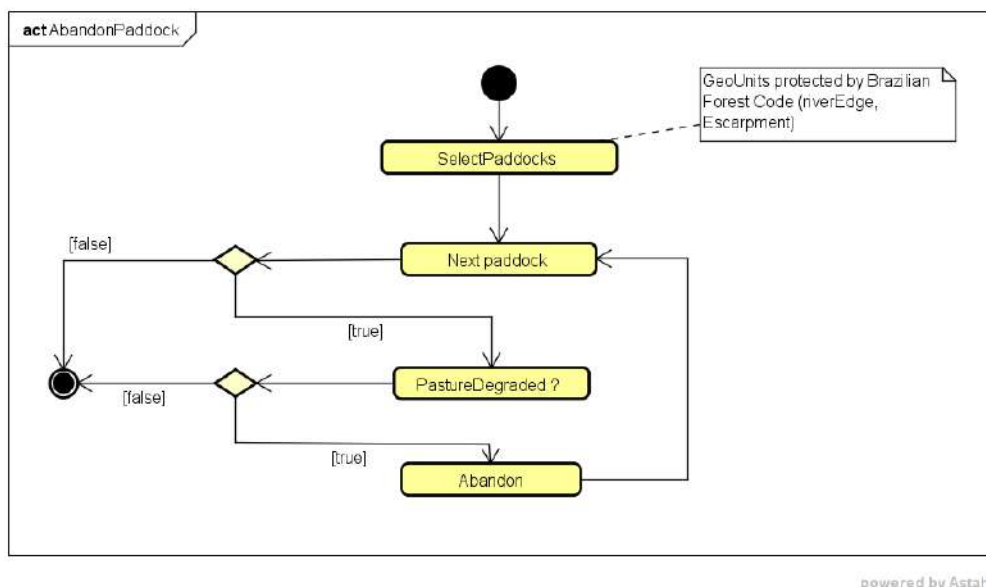 act AbandonPaddock
GeoUnits protected by Brazilian
Forest Code (riverEdge,
Escarpment)
SelectPaddocks
[false]
Next paddock
[true]
PastureDegraded ?
[false]
[true]
Abandon
powered by Astah